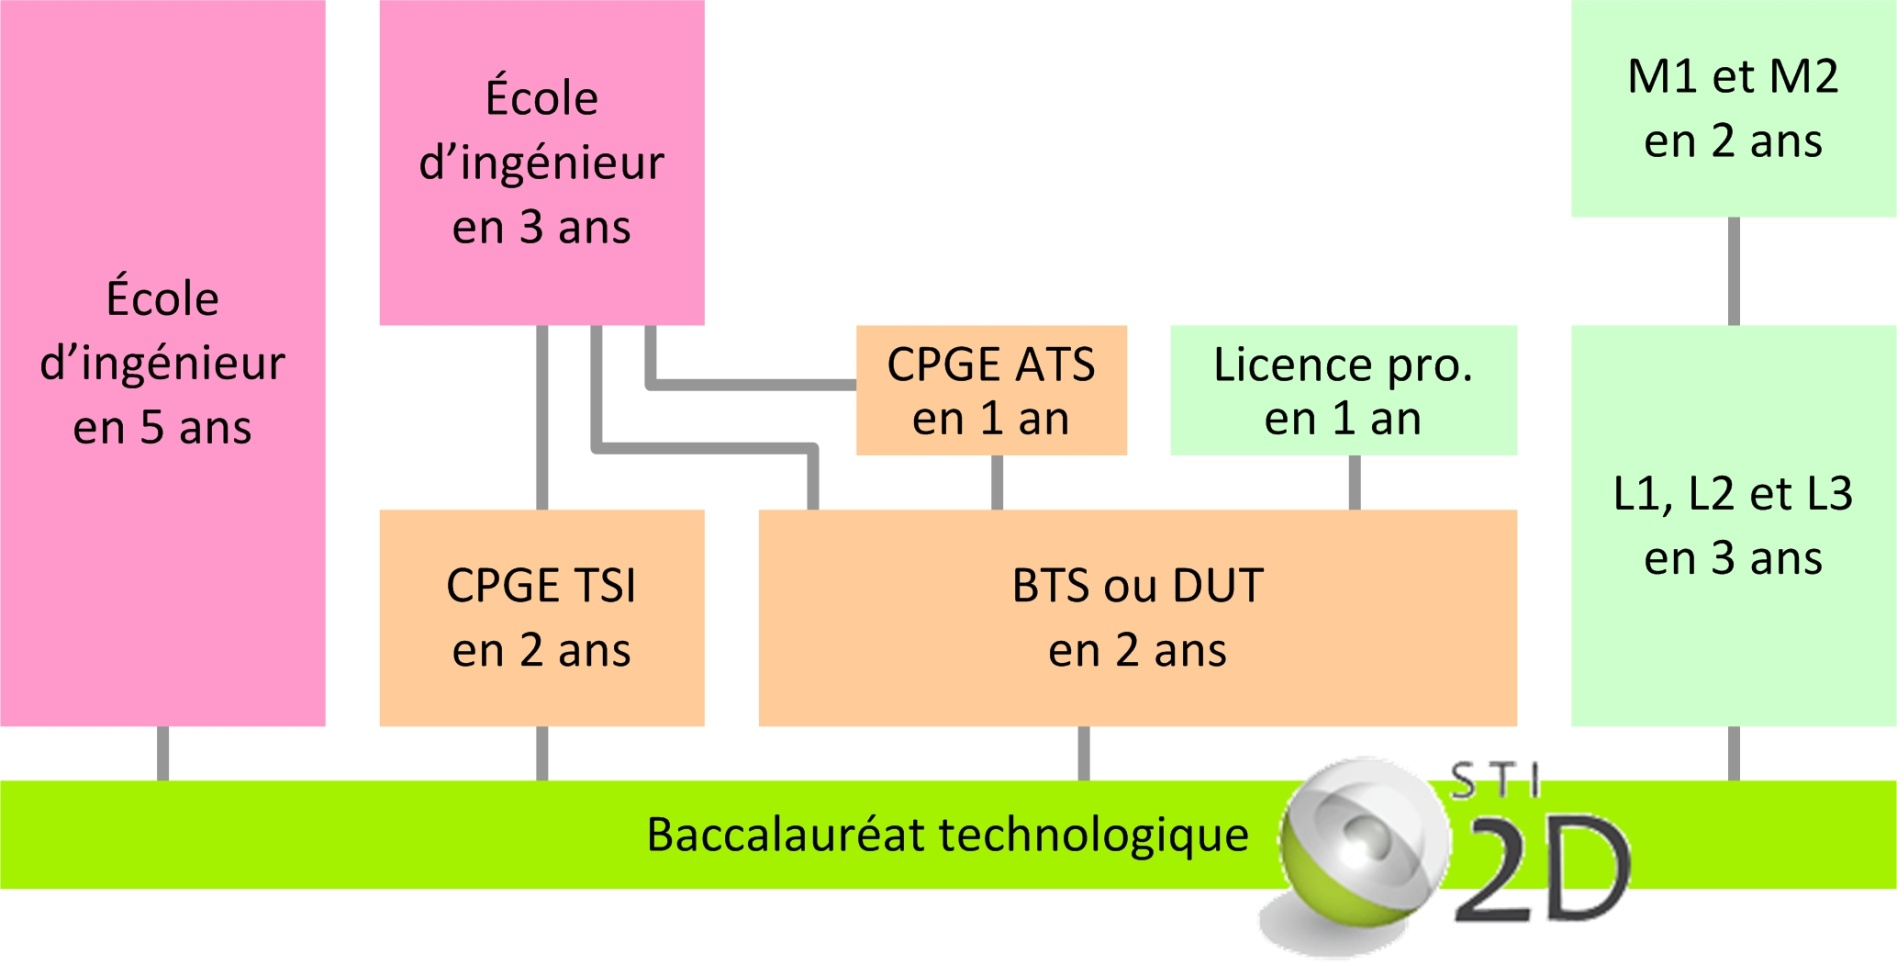 École
d’ingénieur
en 5 ans
École
d’ingénieur
en 3 ans
CPGE ATS
en 1 an
Licence pro.
en 1 an
M1 et M2
en 2 ans
CPGE TSI
en 2 ans
BTS ou DUT
en 2 ans
L1, L2 et L3
en 3 ans
Baccalauréat technologique
STI
2D